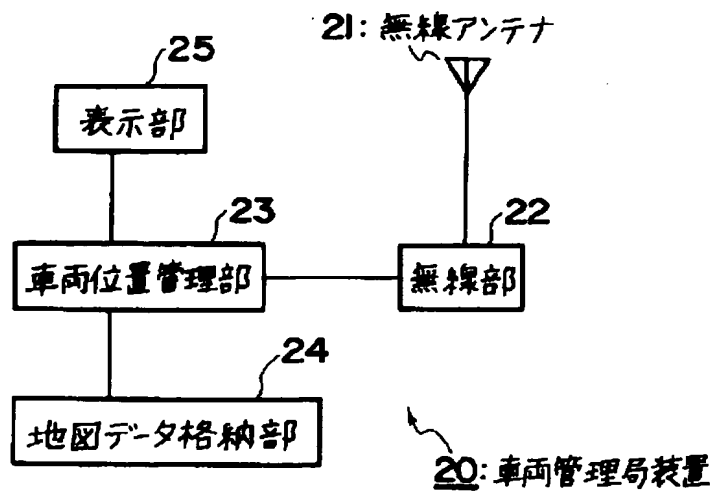 21:無線アンテナ
25
表示部
23
車両位置管理部
22
無線部
24
地図データ格納部
20:車両管理局装置